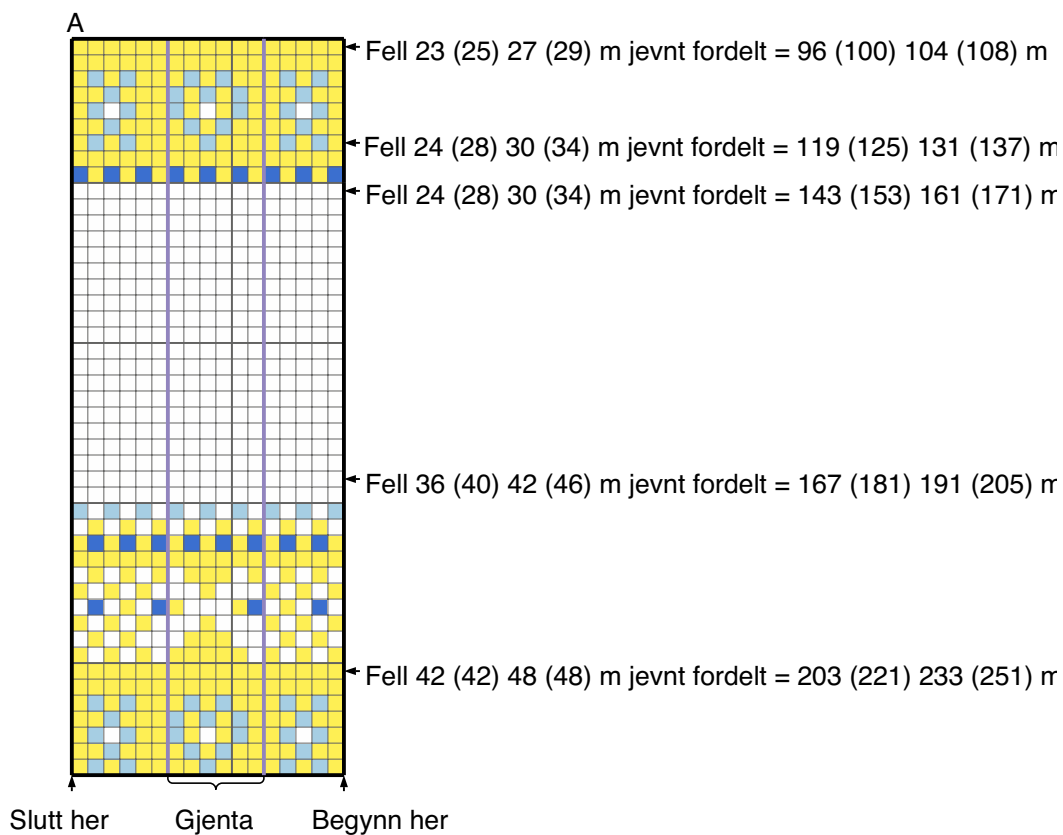 A
Fell 23 (25) 27 (29) m jevnt fordelt = 96 (100) 104 (108) m
Fell 24 (28) 30 (34) m jevnt fordelt = 119 (125) 131 (137) m
Fell 24 (28) 30 (34) m jevnt fordelt = 143 (153) 161 (171) m
Fell 36 (40) 42 (46) m jevnt fordelt = 167 (181) 191 (205) m
Fell 42 (42) 48 (48) m jevnt fordelt = 203 (221) 233 (251) m
Slutt her Gjenta Begynn her